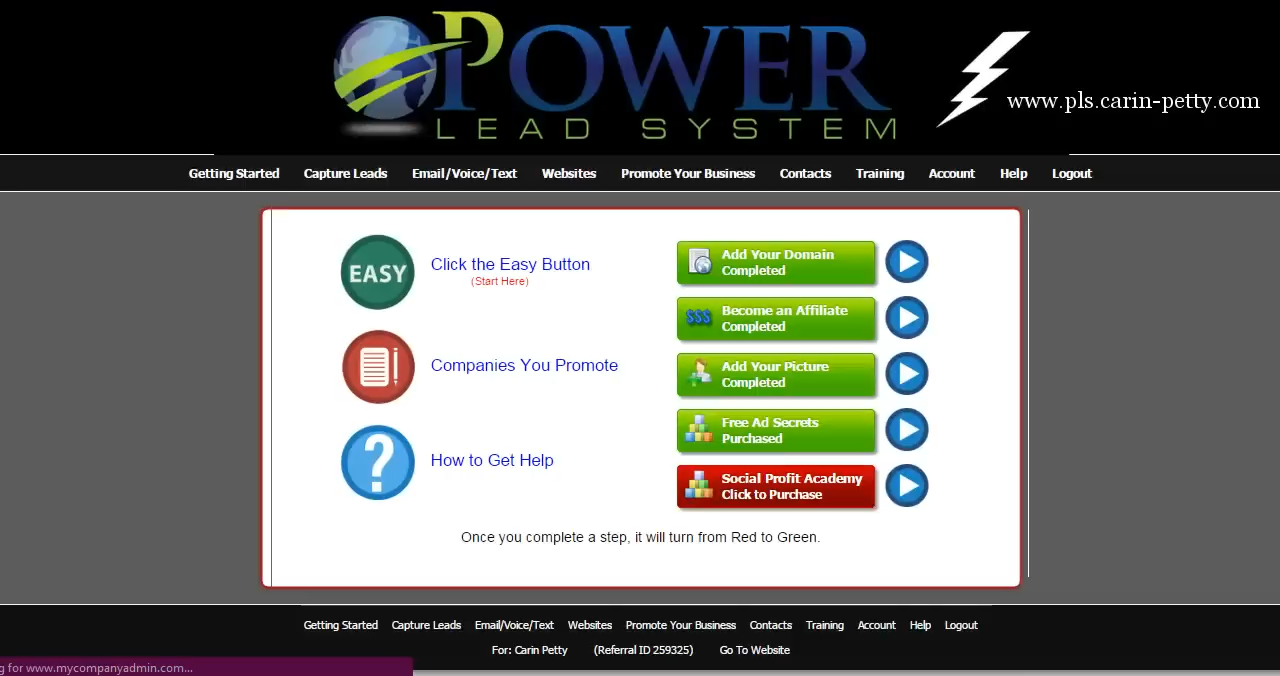 POWER
LEAD SYSTEM
www.pls.carin-petty.com
Getting Started Capture Leads Email/Voice/Text Websites Promote Your Business Contacts Training Account Help Logout
EASY
Click the Easy Button
(Start Here)
Companies You Promote
?
How to Get Help
Add Your Domain
Completed
$$$
Become an Affiliate
Completed
Add Your Picture
Completed
Free Ad Secrets
Purchased
Social Profit Academy
Click to Purchase
Once you complete a step, it will turn from Red to Green.
Getting Started Capture Leads Email/Voice/Text Websites Promote Your Business Contacts Training Account Help Logout
For: Carin Petty (Referral ID 259325) Go To Website
g for www.mycompanyadmin.com...